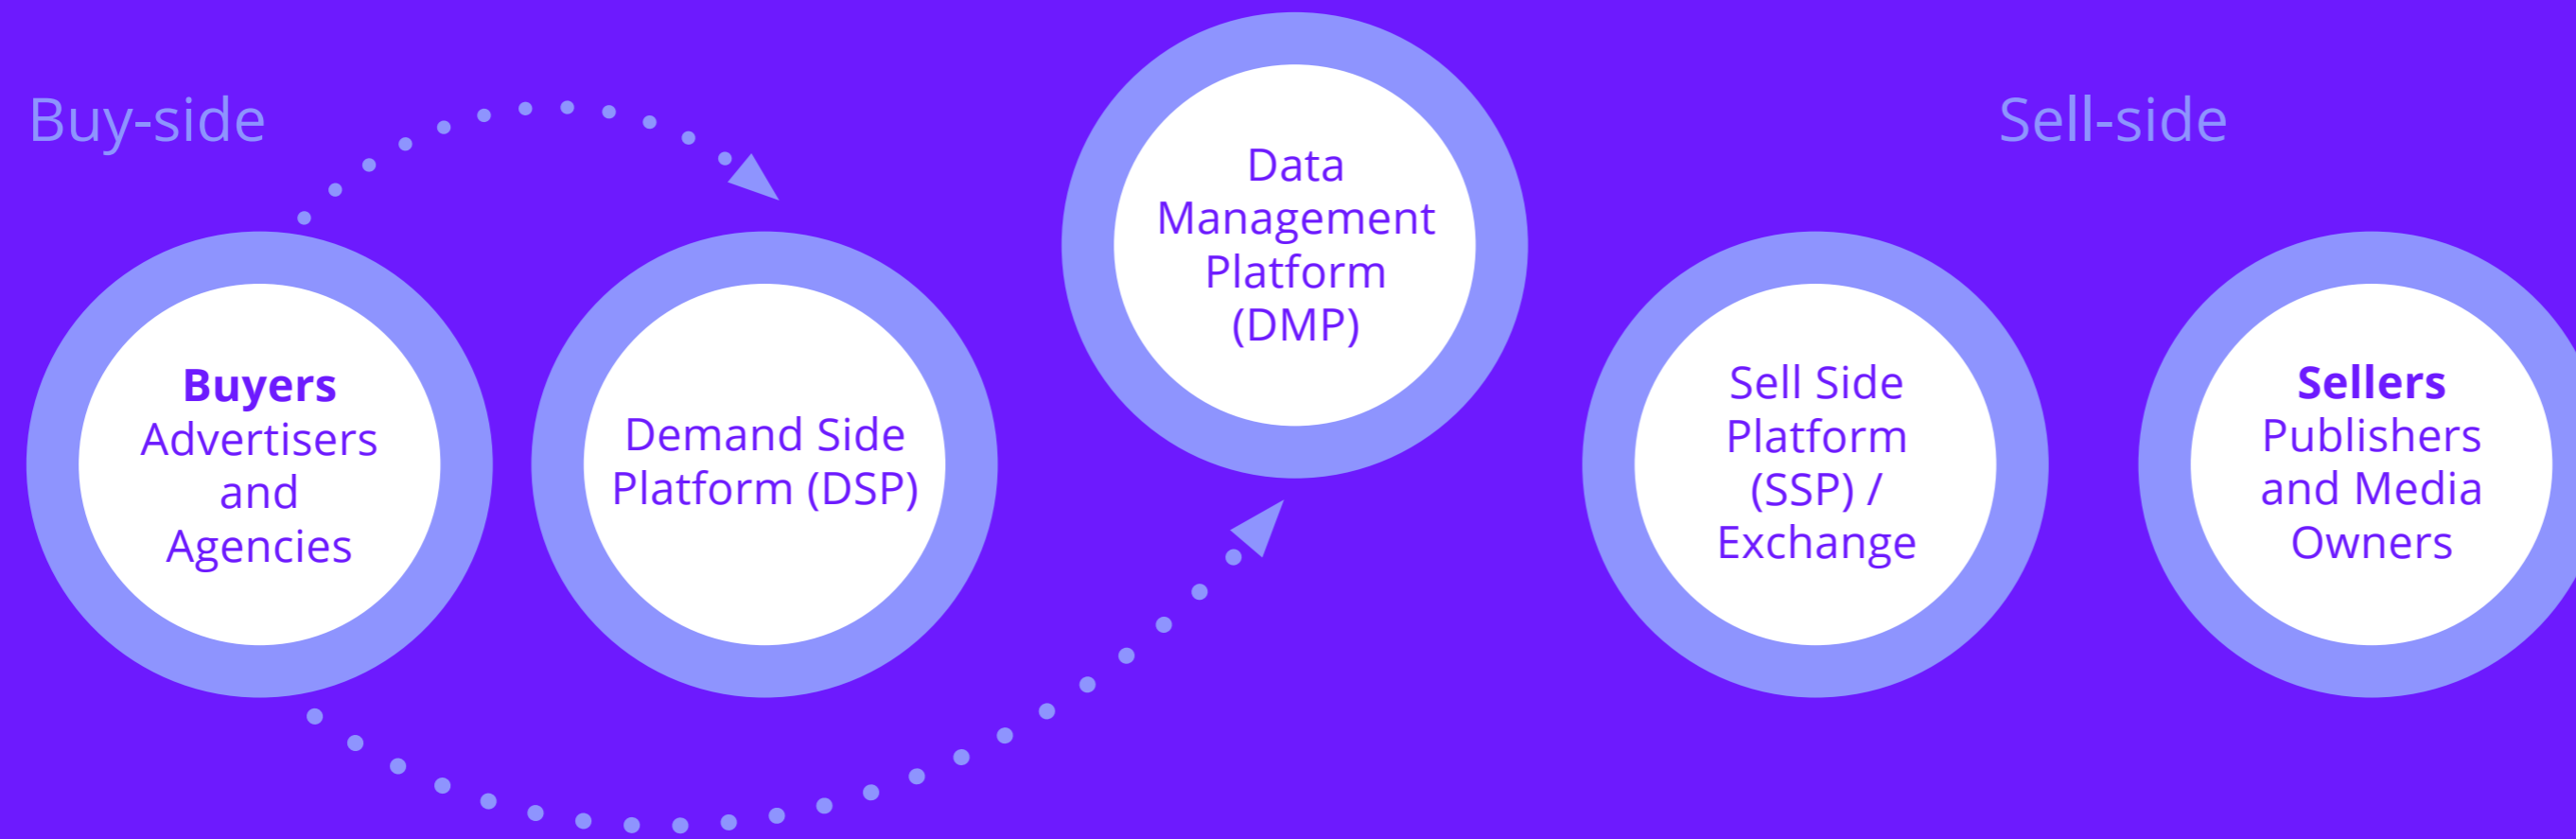 Buy-side
Sell-side
Buyers
Advertisers
and
Agencies
Demand Side
Platform (DSP)
Data
Management
Platform
(DMP)
Sell Side
Platform
(SSP) /
Exchange
Sellers
Publishers
and Media
Owners